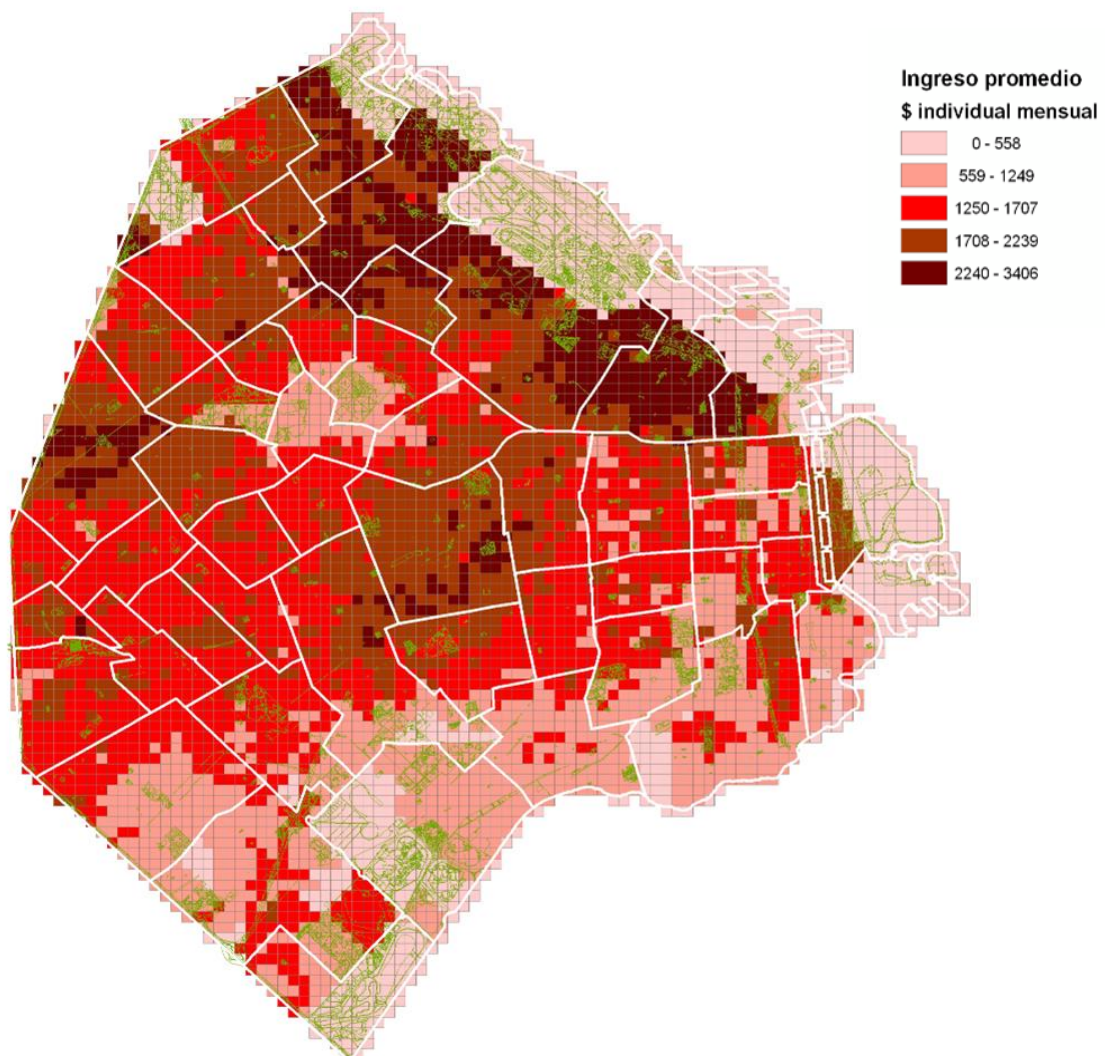 Ingreso promedio
$ individual mensual
0 - 558
559 - 1249
1250 - 1707
1708 - 2239
2240 - 3406